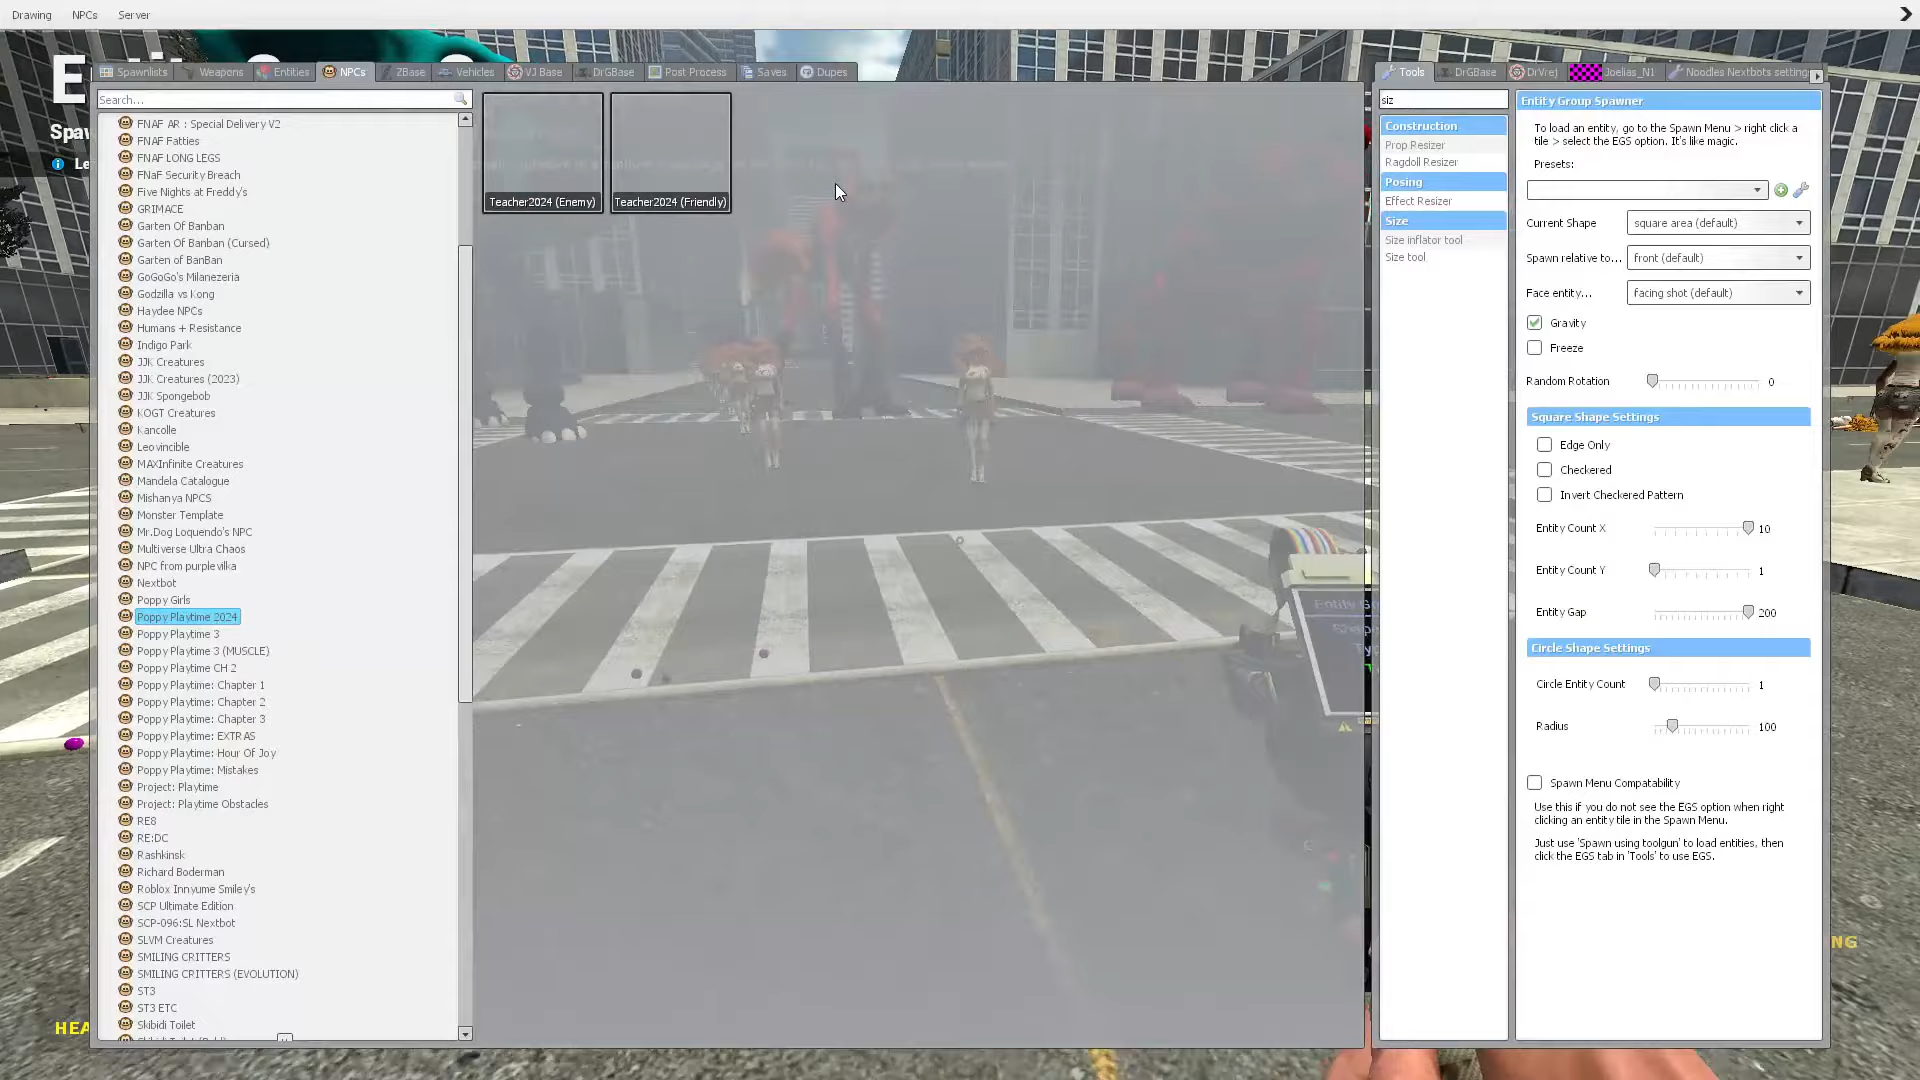 Drawing NPCs Server
E
Spaw
Le
Spawnlists Weapons Entities NPCs ZBase Vehicles VJ Base DrGBase Post Process Saves Dupes
Search...
FNAF AR : Special Delivery V2
FNAF Fatties
FNAF LONG LEGS
FNaF Security Breach
Five Nights at Freddy's
GRIMACE
Garten Of Banban
Garten Of Banban (Cursed)
Garten of BanBan
GoGoGo's Milanezeria
Godzilla vs Kong
Haydee NPCs
Humans + Resistance
Indigo Park
JJK Creatures
JJK Creatures (2023)
JJK Spongebob
KOGT Creatures
Kancolle
Leovincible
MAXInfinite Creatures
Mandela Catalogue
Mishanya NPCS
Monster Template
Mr.Dog Loquendo's NPC
Multiverse Ultra Chaos
NPC from purplevilka
Nextbot
Poppy Girls
Poppy Playtime 2024
Poppy Playtime 3
Poppy Playtime 3 (MUSCLE)
Poppy Playtime CH 2
Poppy Playtime: Chapter 1
Poppy Playtime: Chapter 2
Poppy Playtime: Chapter 3
Poppy Playtime: EXTRAS
Poppy Playtime: Hour Of Joy
Poppy Playtime: Mistakes
Project: Playtime
Project: Playtime Obstacles
RE8
RE:DC
Rashkinsk
Richard Boderman
Roblox Innyume Smiley's
SCP Ultimate Edition
SCP-096:SL Nextbot
SLVM Creatures
SMILING CRITTERS
SMILING CRITTERS (EVOLUTION)
ST3
ST3 ETC
Skibidi Toilet
HEA
Teacher2024 (Enemy) Teacher2024 (Friendly)
Tools DrGBase DrVrej Joelias_N1 Noodles Nextbots setting
siz
Construction
Prop Resizer
Ragdoll Resizer
Posing
Effect Resizer
Size
Size inflator tool
Size tool
Entity Group Spawner
To load an entity, go to the Spawn Menu > right click a
tile > select the EGS option. It's like magic.
Presets:
Current Shape square area (default)
Spawn relative to... front (default)
Face entity... facing shot (default)
Gravity
Freeze
Random Rotation 0
Square Shape Settings
Edge Only
Checkered
Invert Checkered Pattern
Entity Count X 10
Entity Count Y 1
Entity Gap 200
Circle Shape Settings
Circle Entity Count 1
Radius 100
Spawn Menu Compatability
Use this if you do not see the EGS option when right
clicking an entity tile in the Spawn Menu.
Just use 'Spawn using toolgun' to load entities, then
click the EGS tab in 'Tools' to use EGS.
NG